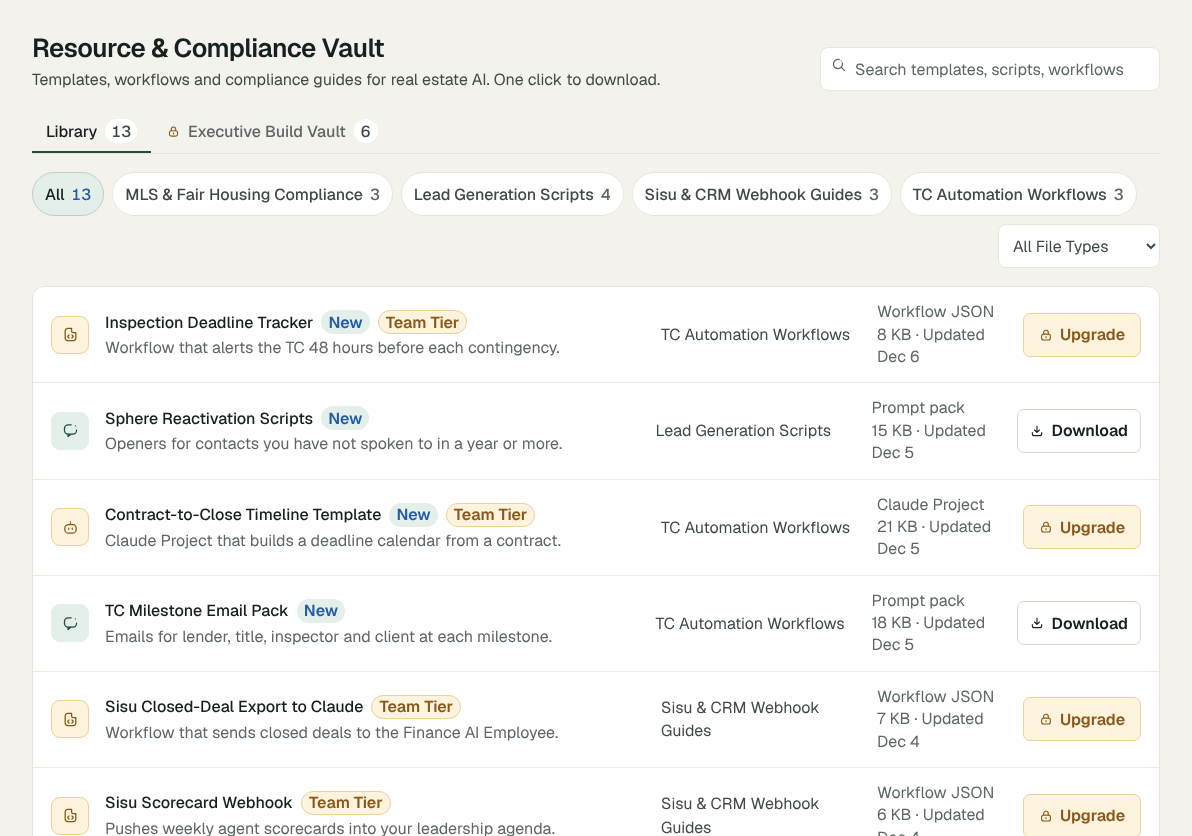 Resource & Compliance Vault
Templates, workflows and compliance guides for real estate AI. One click to download.
Search templates, scripts, workflows
Library 13
Executive Build Vault 6
All 13
MLS & Fair Housing Compliance 3
Lead Generation Scripts 4
Sisu & CRM Webhook Guides 3
TC Automation Workflows 3
All File Types
Inspection Deadline Tracker New Team Tier
Workflow that alerts the TC 48 hours before each contingency.
TC Automation Workflows
Workflow JSON
8 KB · Updated
Dec 6
Upgrade
Sphere Reactivation Scripts New
Openers for contacts you have not spoken to in a year or more.
Lead Generation Scripts
Prompt pack
15 KB · Updated
Dec 5
Download
Contract-to-Close Timeline Template New Team Tier
Claude Project that builds a deadline calendar from a contract.
TC Automation Workflows
Claude Project
21 KB · Updated
Dec 5
Upgrade
TC Milestone Email Pack New
Emails for lender, title, inspector and client at each milestone.
TC Automation Workflows
Prompt pack
18 KB · Updated
Dec 5
Download
Sisu Closed-Deal Export to Claude Team Tier
Workflow that sends closed deals to the Finance AI Employee.
Sisu & CRM Webhook
Guides
Workflow JSON
7 KB · Updated
Dec 4
Upgrade
Sisu Scorecard Webhook Team Tier
Pushes weekly agent scorecards into your leadership agenda.
Sisu & CRM Webhook
Guides
Workflow JSON
6 KB · Updated
Dec 4
Upgrade